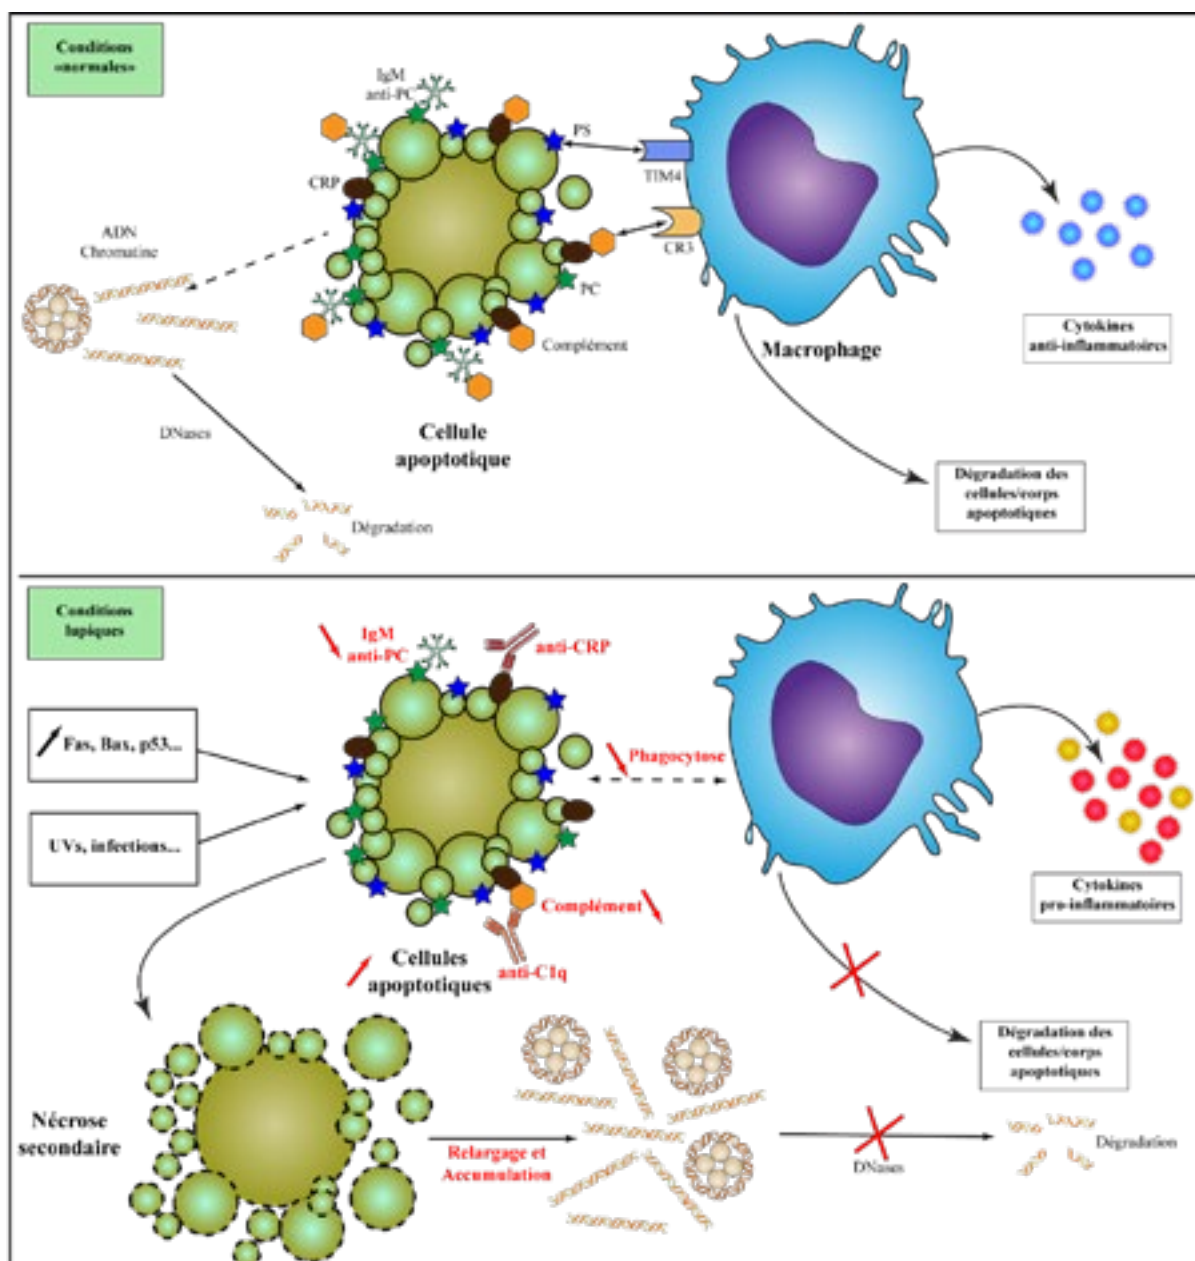 Conditions
«normales»
IgM
anti-PC
PS
CRP
TIM4
ADN
Chromatine
CR3
PC
Complément
Macrophage
Cytokines
anti-inflammatoires
DNases
Cellule
apoptotique
Dégradation des
cellules/corps
apoptotiques
Dégradation
Conditions
lupiques
IgM
anti-PC
anti-CRP
Fas, Bax, p53...
Phagocytose
UVs, infections...
Cytokines
pro-inflammatoires
Complément
Cellules
apoptotiques
anti-C1q
Dégradation des
cellules/corps
apoptotiques
Nécrose
secondaire
Relargage et
Accumulation
DNases
Dégradation